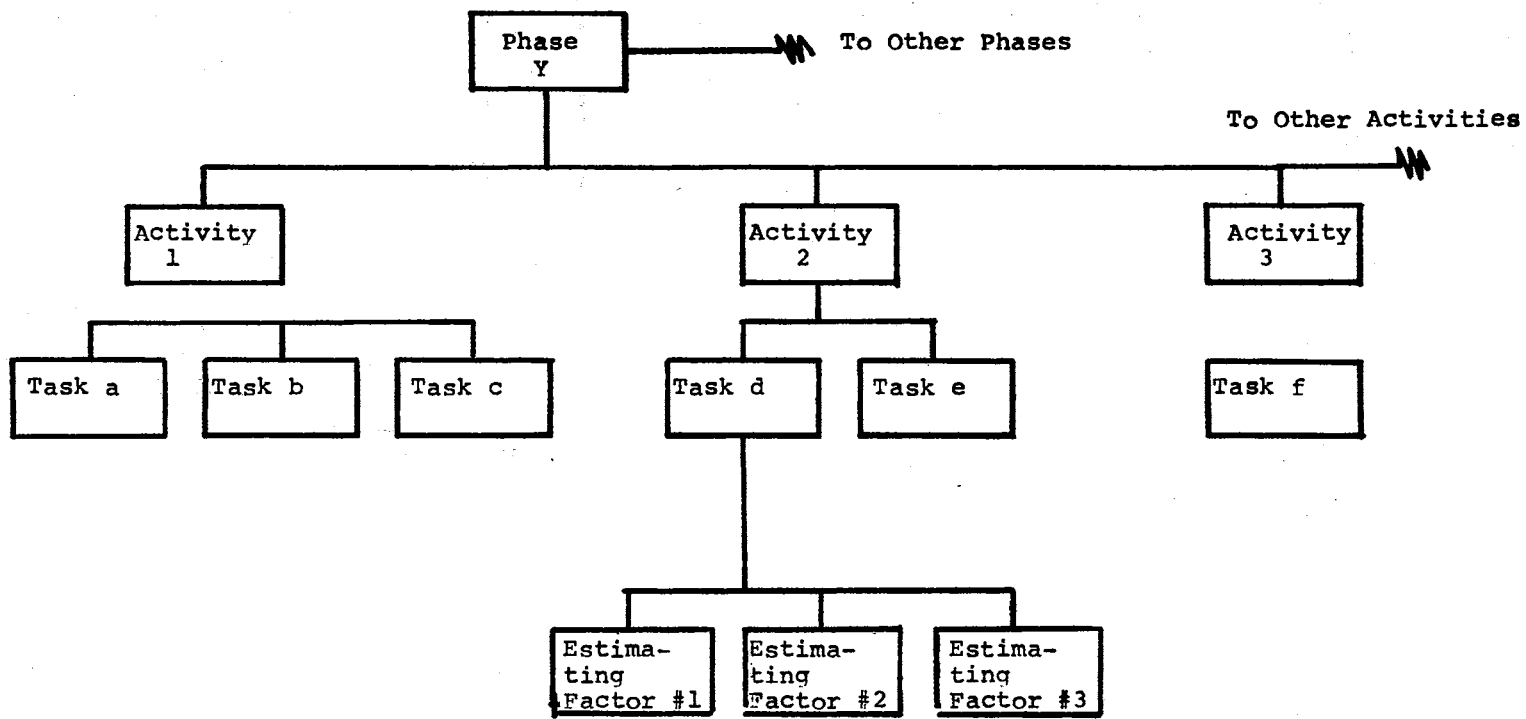 Phase
Y
To Other Phases
To Other Activities
Activity
1
Activity
2
Activity
3
Task a
Task b
Task c
Task d
Task e
Task f
Estima-
ting
Factor #1
Estima-
ting
Factor #2
Estima-
ting
Factor #3